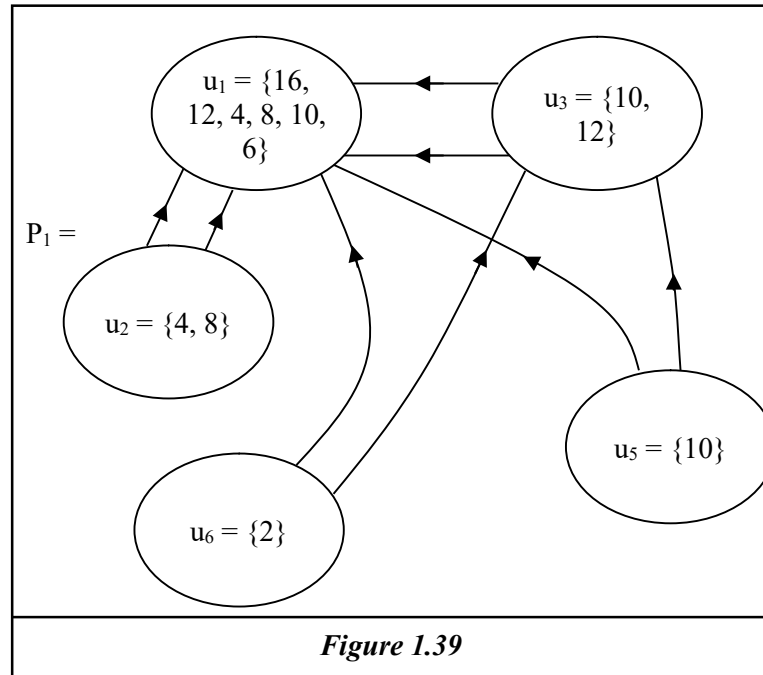 u₁ = {16,
12, 4, 8, 10,
6}
u₃ = {10,
12}
P₁ =
u₂ = {4, 8}
u₅ = {10}
u₆ = {2}
Figure 1.39